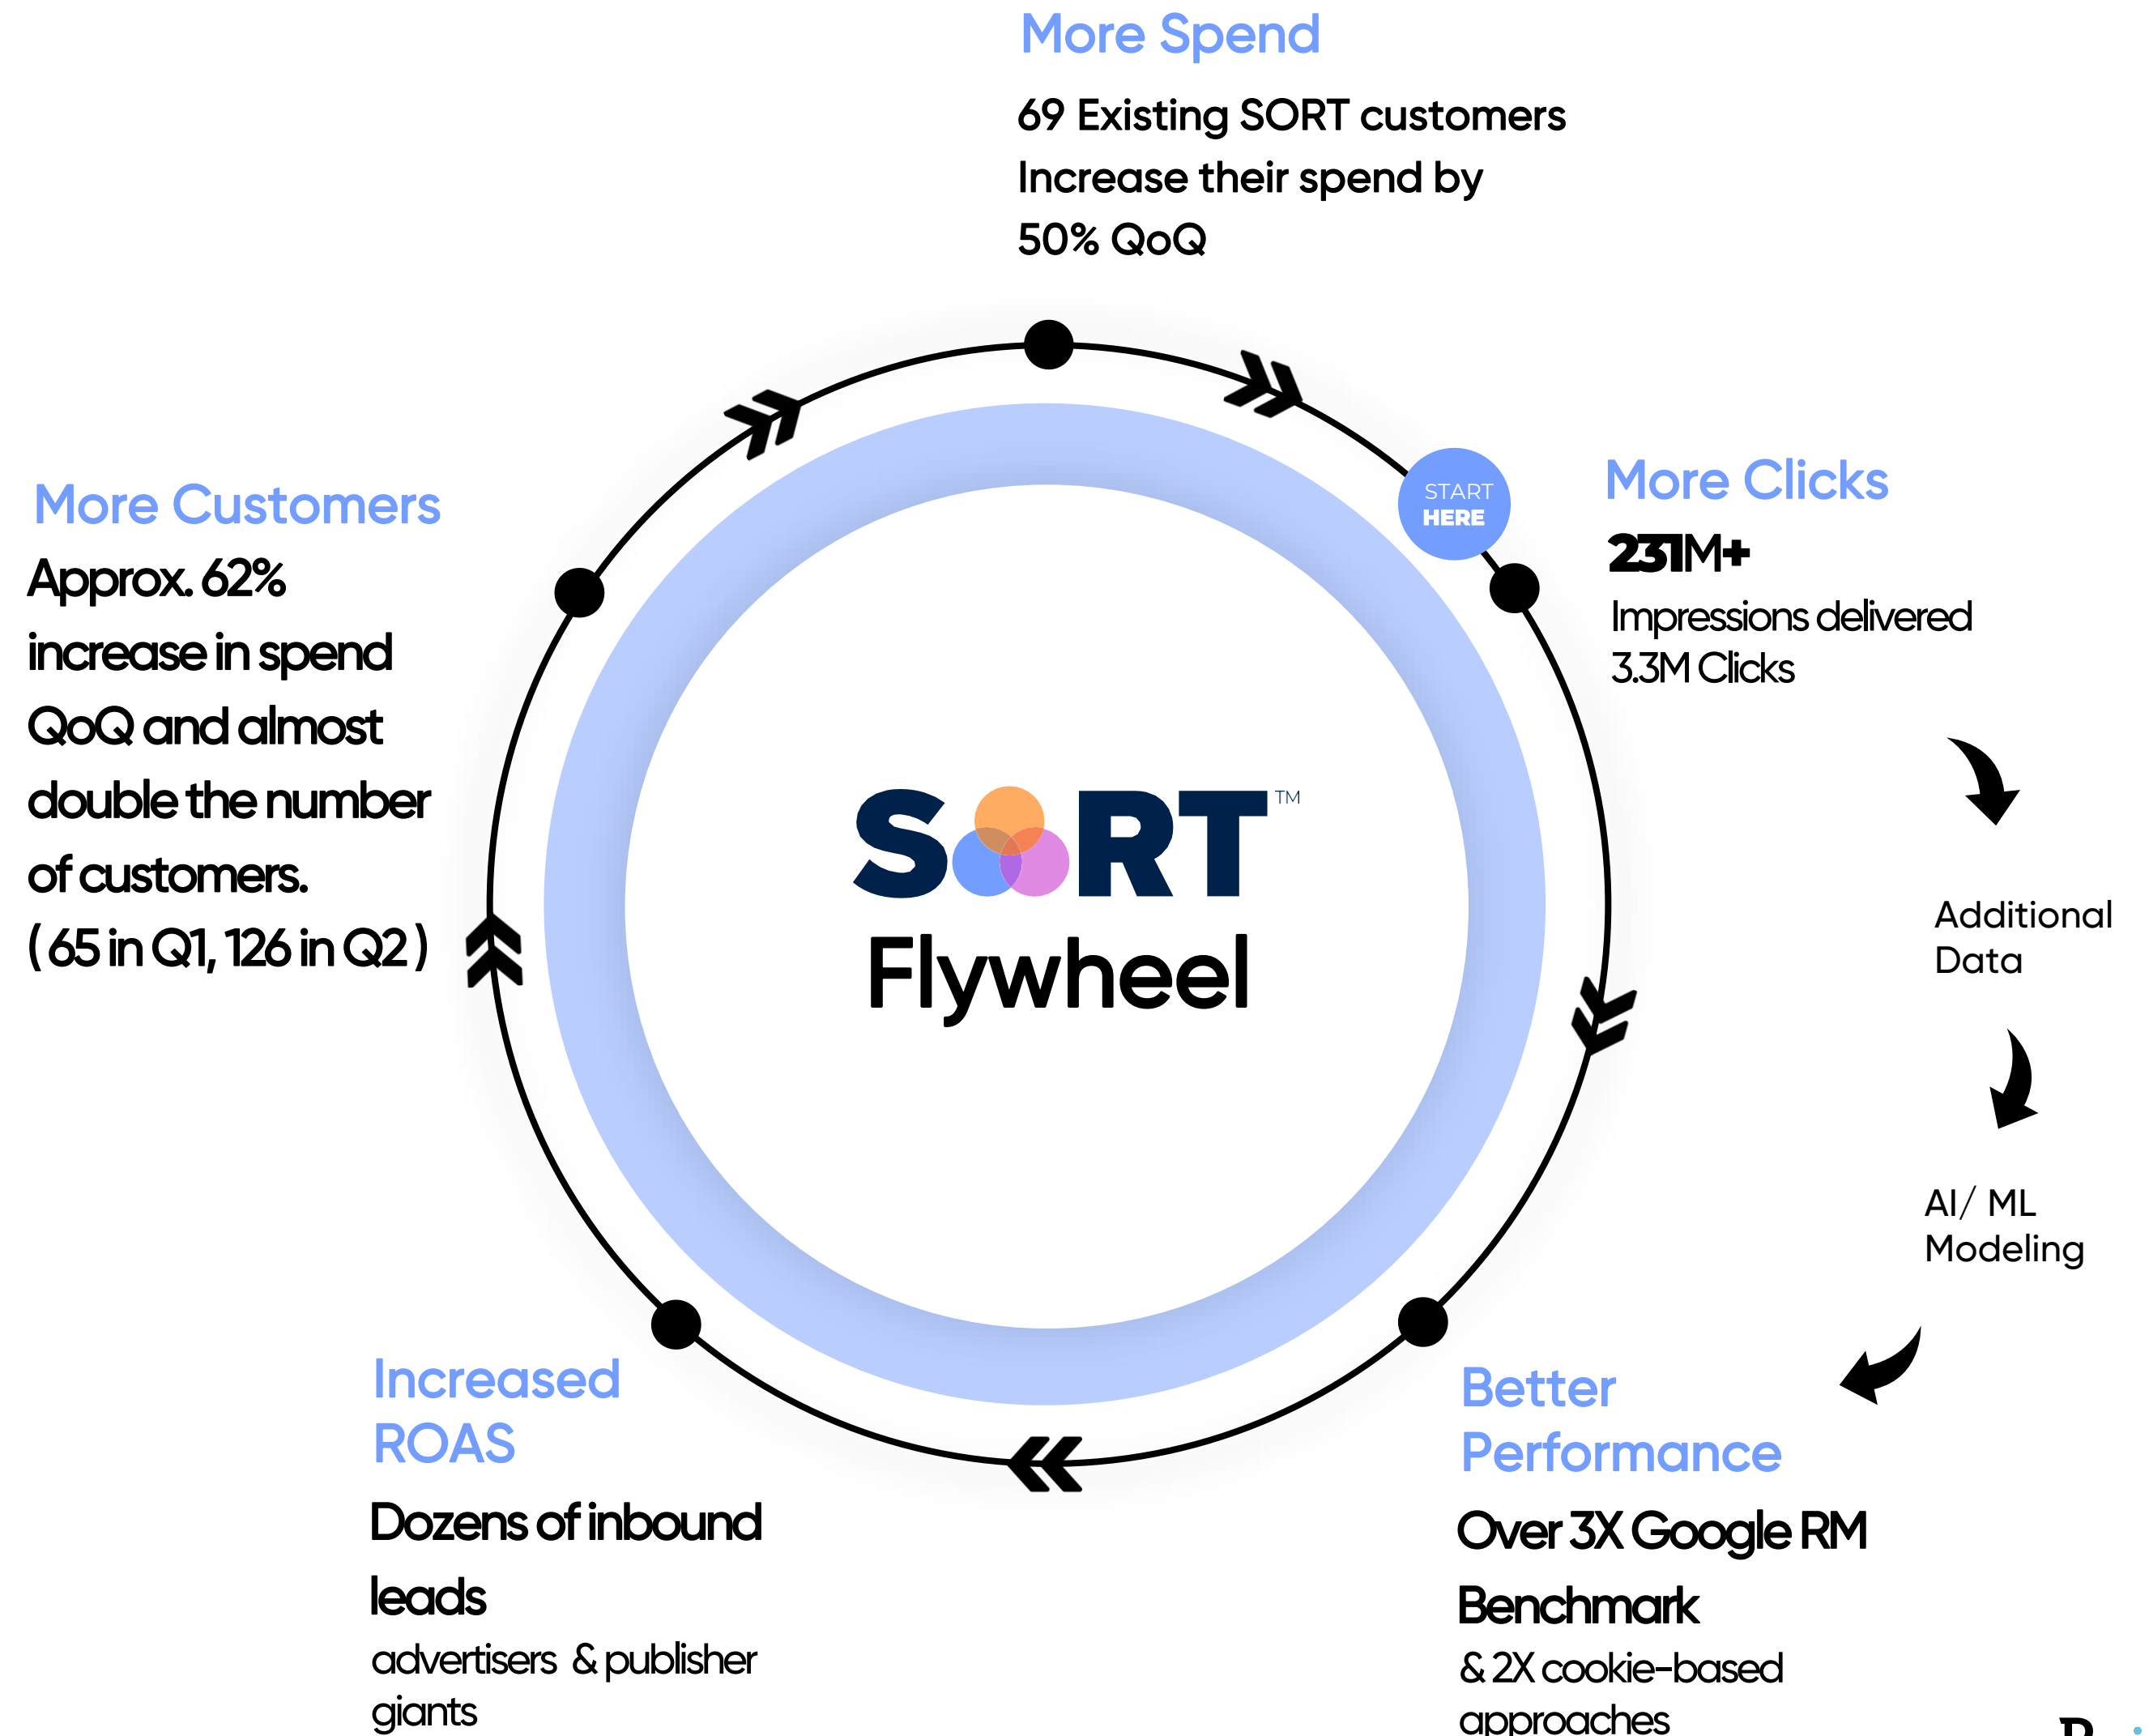 More Spend
69 Existing SORT customers
Increase their spend by
50% QoQ
START
HERE
More Clicks
231M+
Impressions delivered
3.3M Clicks
Additional
Data
AI/ ML
Modeling
Better
Performance
Over 3X Google RM
Benchmark
& 2X cookie-based
approaches
Increased
ROAS
Dozens of inbound
leads
advertisers & publisher
giants
More Customers
Approx. 62%
increase in spend
QoQ and almost
double the number
of customers.
( 65 in Q1, 126 in Q2 )
SORT™
Flywheel